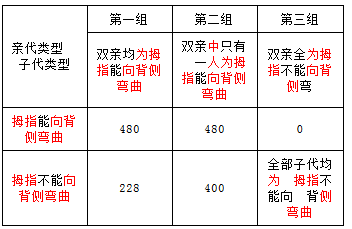 第一组 第二组 第三组
亲代类型
子代类型
双亲均为拇
指能向背侧
弯曲
双亲中只有
一人为拇指
能向背侧弯
曲
双亲全为拇
指不能向背
侧弯
拇指能向背
侧弯曲
480 480 0
拇指不能向
背侧弯曲
228 400
全部子代均
为 拇指不
能向 背侧
弯曲